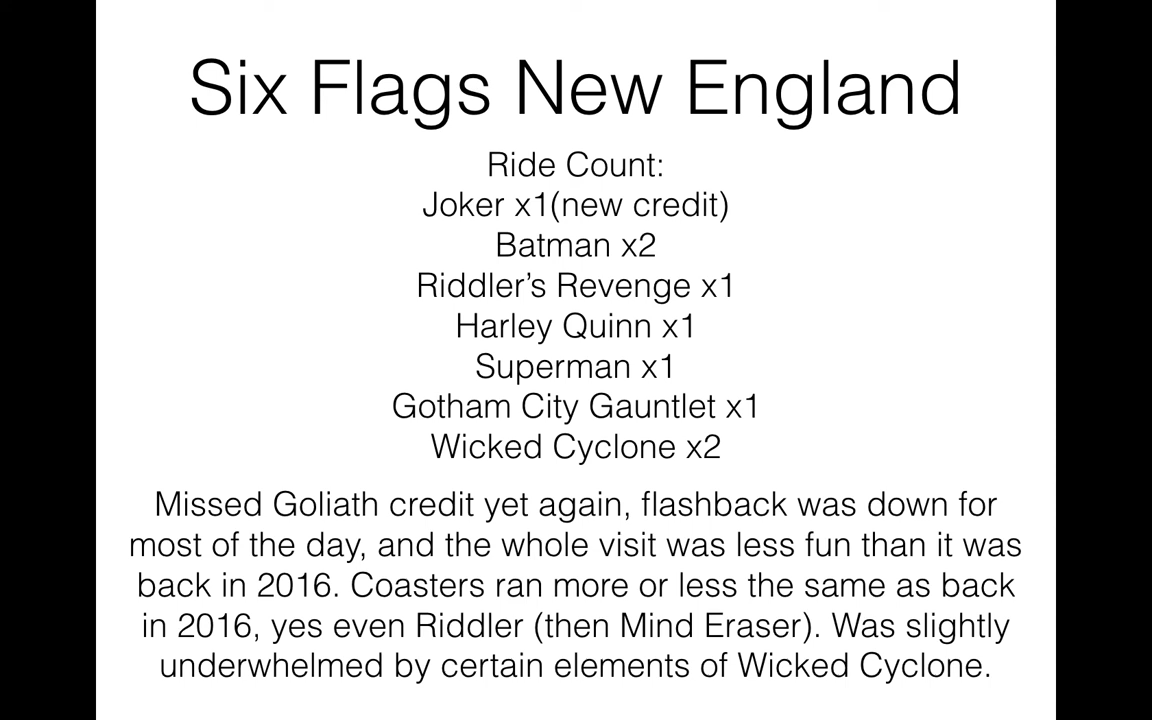 Six Flags New England
Ride Count:
Joker x1(new credit)
Batman x2
Riddler’s Revenge x1
Harley Quinn x1
Superman x1
Gotham City Gauntlet x1
Wicked Cyclone x2
Missed Goliath credit yet again, flashback was down for
most of the day, and the whole visit was less fun than it was
back in 2016. Coasters ran more or less the same as back
in 2016, yes even Riddler (then Mind Eraser). Was slightly
underwhelmed by certain elements of Wicked Cyclone.